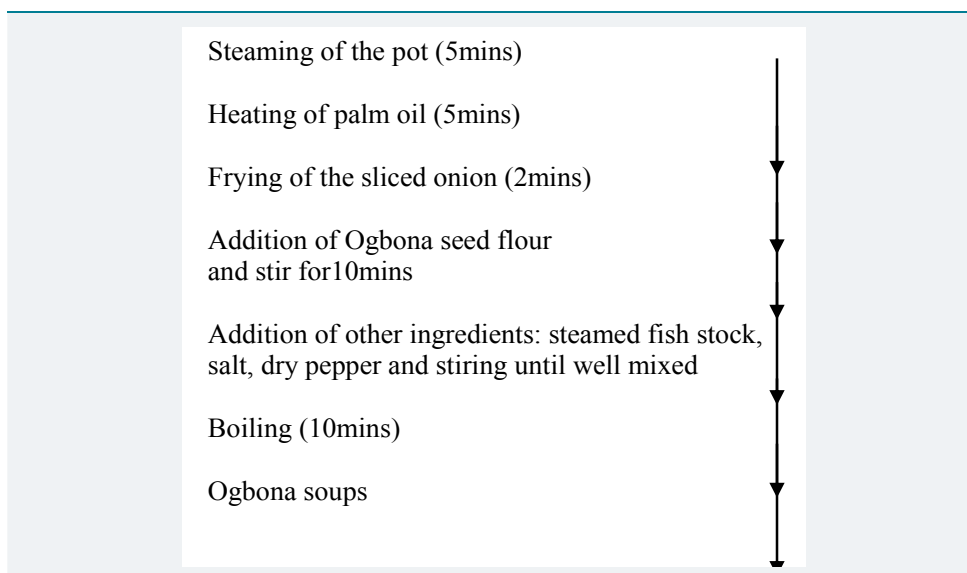 Steaming of the pot (5mins)
Heating of palm oil (5mins)
Frying of the sliced onion (2mins)
Addition of Ogbona seed flour
and stir for10mins
Addition of other ingredients: steamed fish stock,
salt, dry pepper and stiring until well mixed
Boiling (10mins)
Ogbona soups